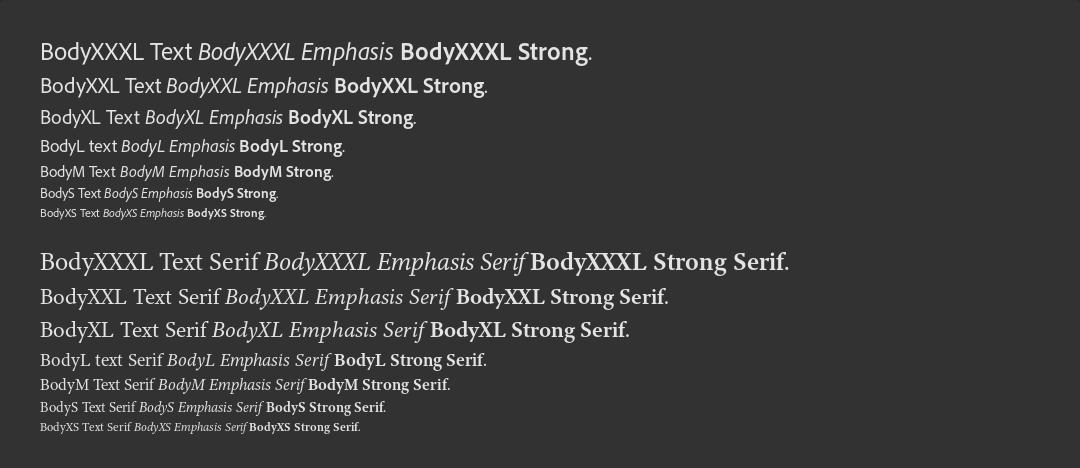 BodyXXXL Text BodyXXXL Emphasis BodyXXXL Strong.
BodyXXL Text BodyXXL Emphasis BodyXXL Strong.
BodyXL Text BodyXL Emphasis BodyXL Strong.
BodyL text BodyL Emphasis BodyL Strong.
BodyM Text BodyM Emphasis BodyM Strong.
BodyS Text BodyS Emphasis BodyS Strong.
BodyXS Text BodyXS Emphasis BodyXS Strong.
BodyXXXL Text Serif BodyXXXL Emphasis Serif BodyXXXL Strong Serif.
BodyXXL Text Serif BodyXXL Emphasis Serif BodyXXL Strong Serif.
BodyXL Text Serif BodyXL Emphasis Serif BodyXL Strong Serif.
BodyL text Serif BodyL Emphasis Serif BodyL Strong Serif.
BodyM Text Serif BodyM Emphasis Serif BodyM Strong Serif.
BodyS Text Serif BodyS Emphasis Serif BodyS Strong Serif.
BodyXS Text Serif BodyXS Emphasis Serif BodyXS Strong Serif.